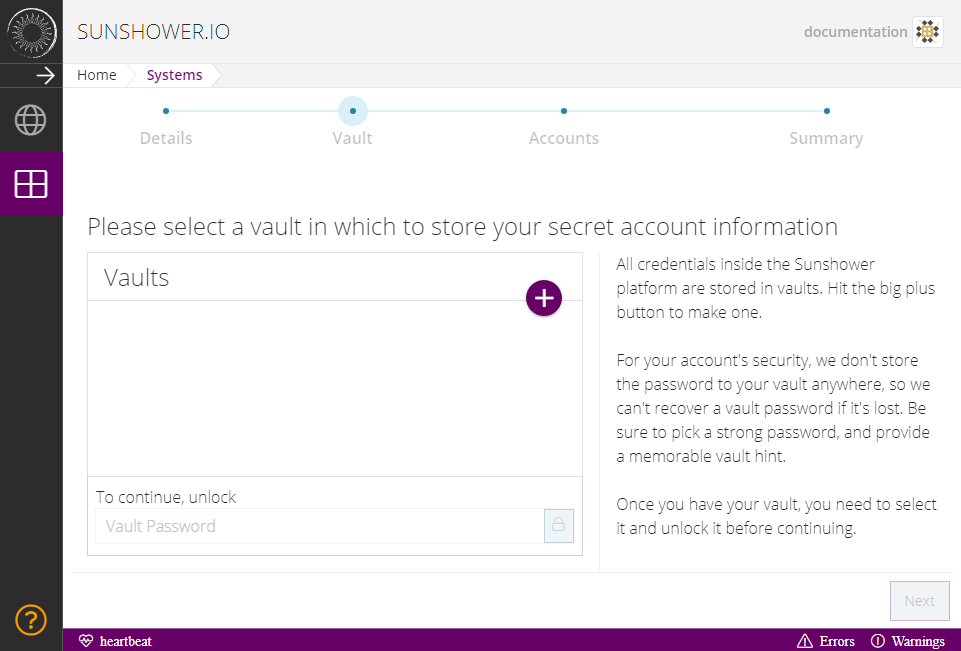 SUNSHOWER.IO
documentation
Home
Systems
Details
Vault
Accounts
Summary
Please select a vault in which to store your secret account information
Vaults
+
All credentials inside the Sunshower
platform are stored in vaults. Hit the big plus
button to make one.
For your account's security, we don't store
the password to your vault anywhere, so we
can't recover a vault password if it's lost. Be
sure to pick a strong password, and provide
a memorable vault hint.
Once you have your vault, you need to select
it and unlock it before continuing.
To continue, unlock
Vault Password
Next
?
heartbeat
Errors
Warnings